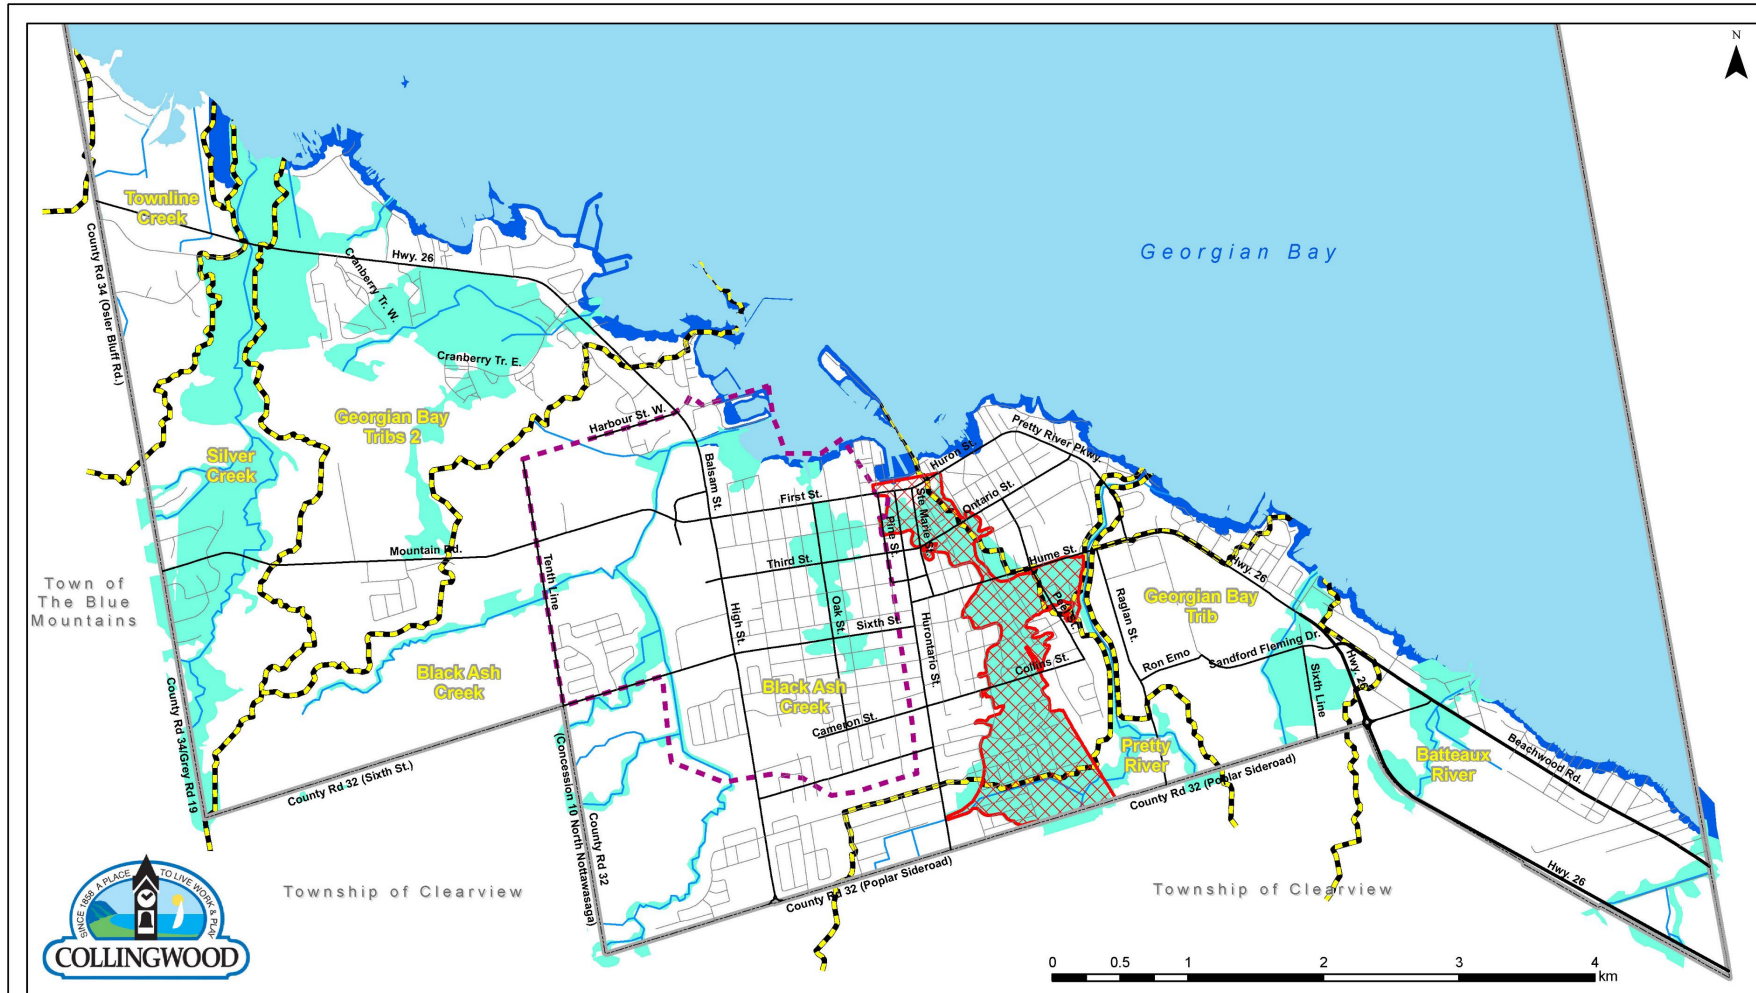 N
Georgian Bay
Townline
Creek
Hwy. 26
Cranberry Tr. W.
County Rd 34 (Osler Bluff Rd.)
Cranberry Tr. E.
Georgian Bay
Tribs 2
Harbour St. W.
Silver
Creek
Balsam St.
First St.
Huron St.
Pretty River Pkwy.
Ontario St.
Ste. Marie St.
Pine St.
Mountain Rd.
Tenth Line
Third St.
Hume St.
Hwy. 26
Town of
The Blue
Mountains
High St.
Oak St.
Sixth St.
Hurontario St.
Peel St.
Raglan St.
Georgian Bay
Trib
Collins St.
Ron Emo
Sandford Fleming Dr.
Hwy. 26
Sixth Line
Black Ash
Creek
Black Ash
Creek
Cameron St.
County Rd 34/Grey Rd 19
County Rd 32 (Sixth St.)
(Concession 10 North Nottawasaga)
County Rd 32
Pretty
River
Batteaux
River
Beachwood Rd.
County Rd 32 (Poplar Sideroad)
County Rd 32 (Poplar Sideroad)
Hwy. 26
Township of Clearview
Township of Clearview
SINCE 1858 A PLACE TO LIVE WORK & PLAY
COLLINGWOOD
0 0.5 1 2 3 4
km